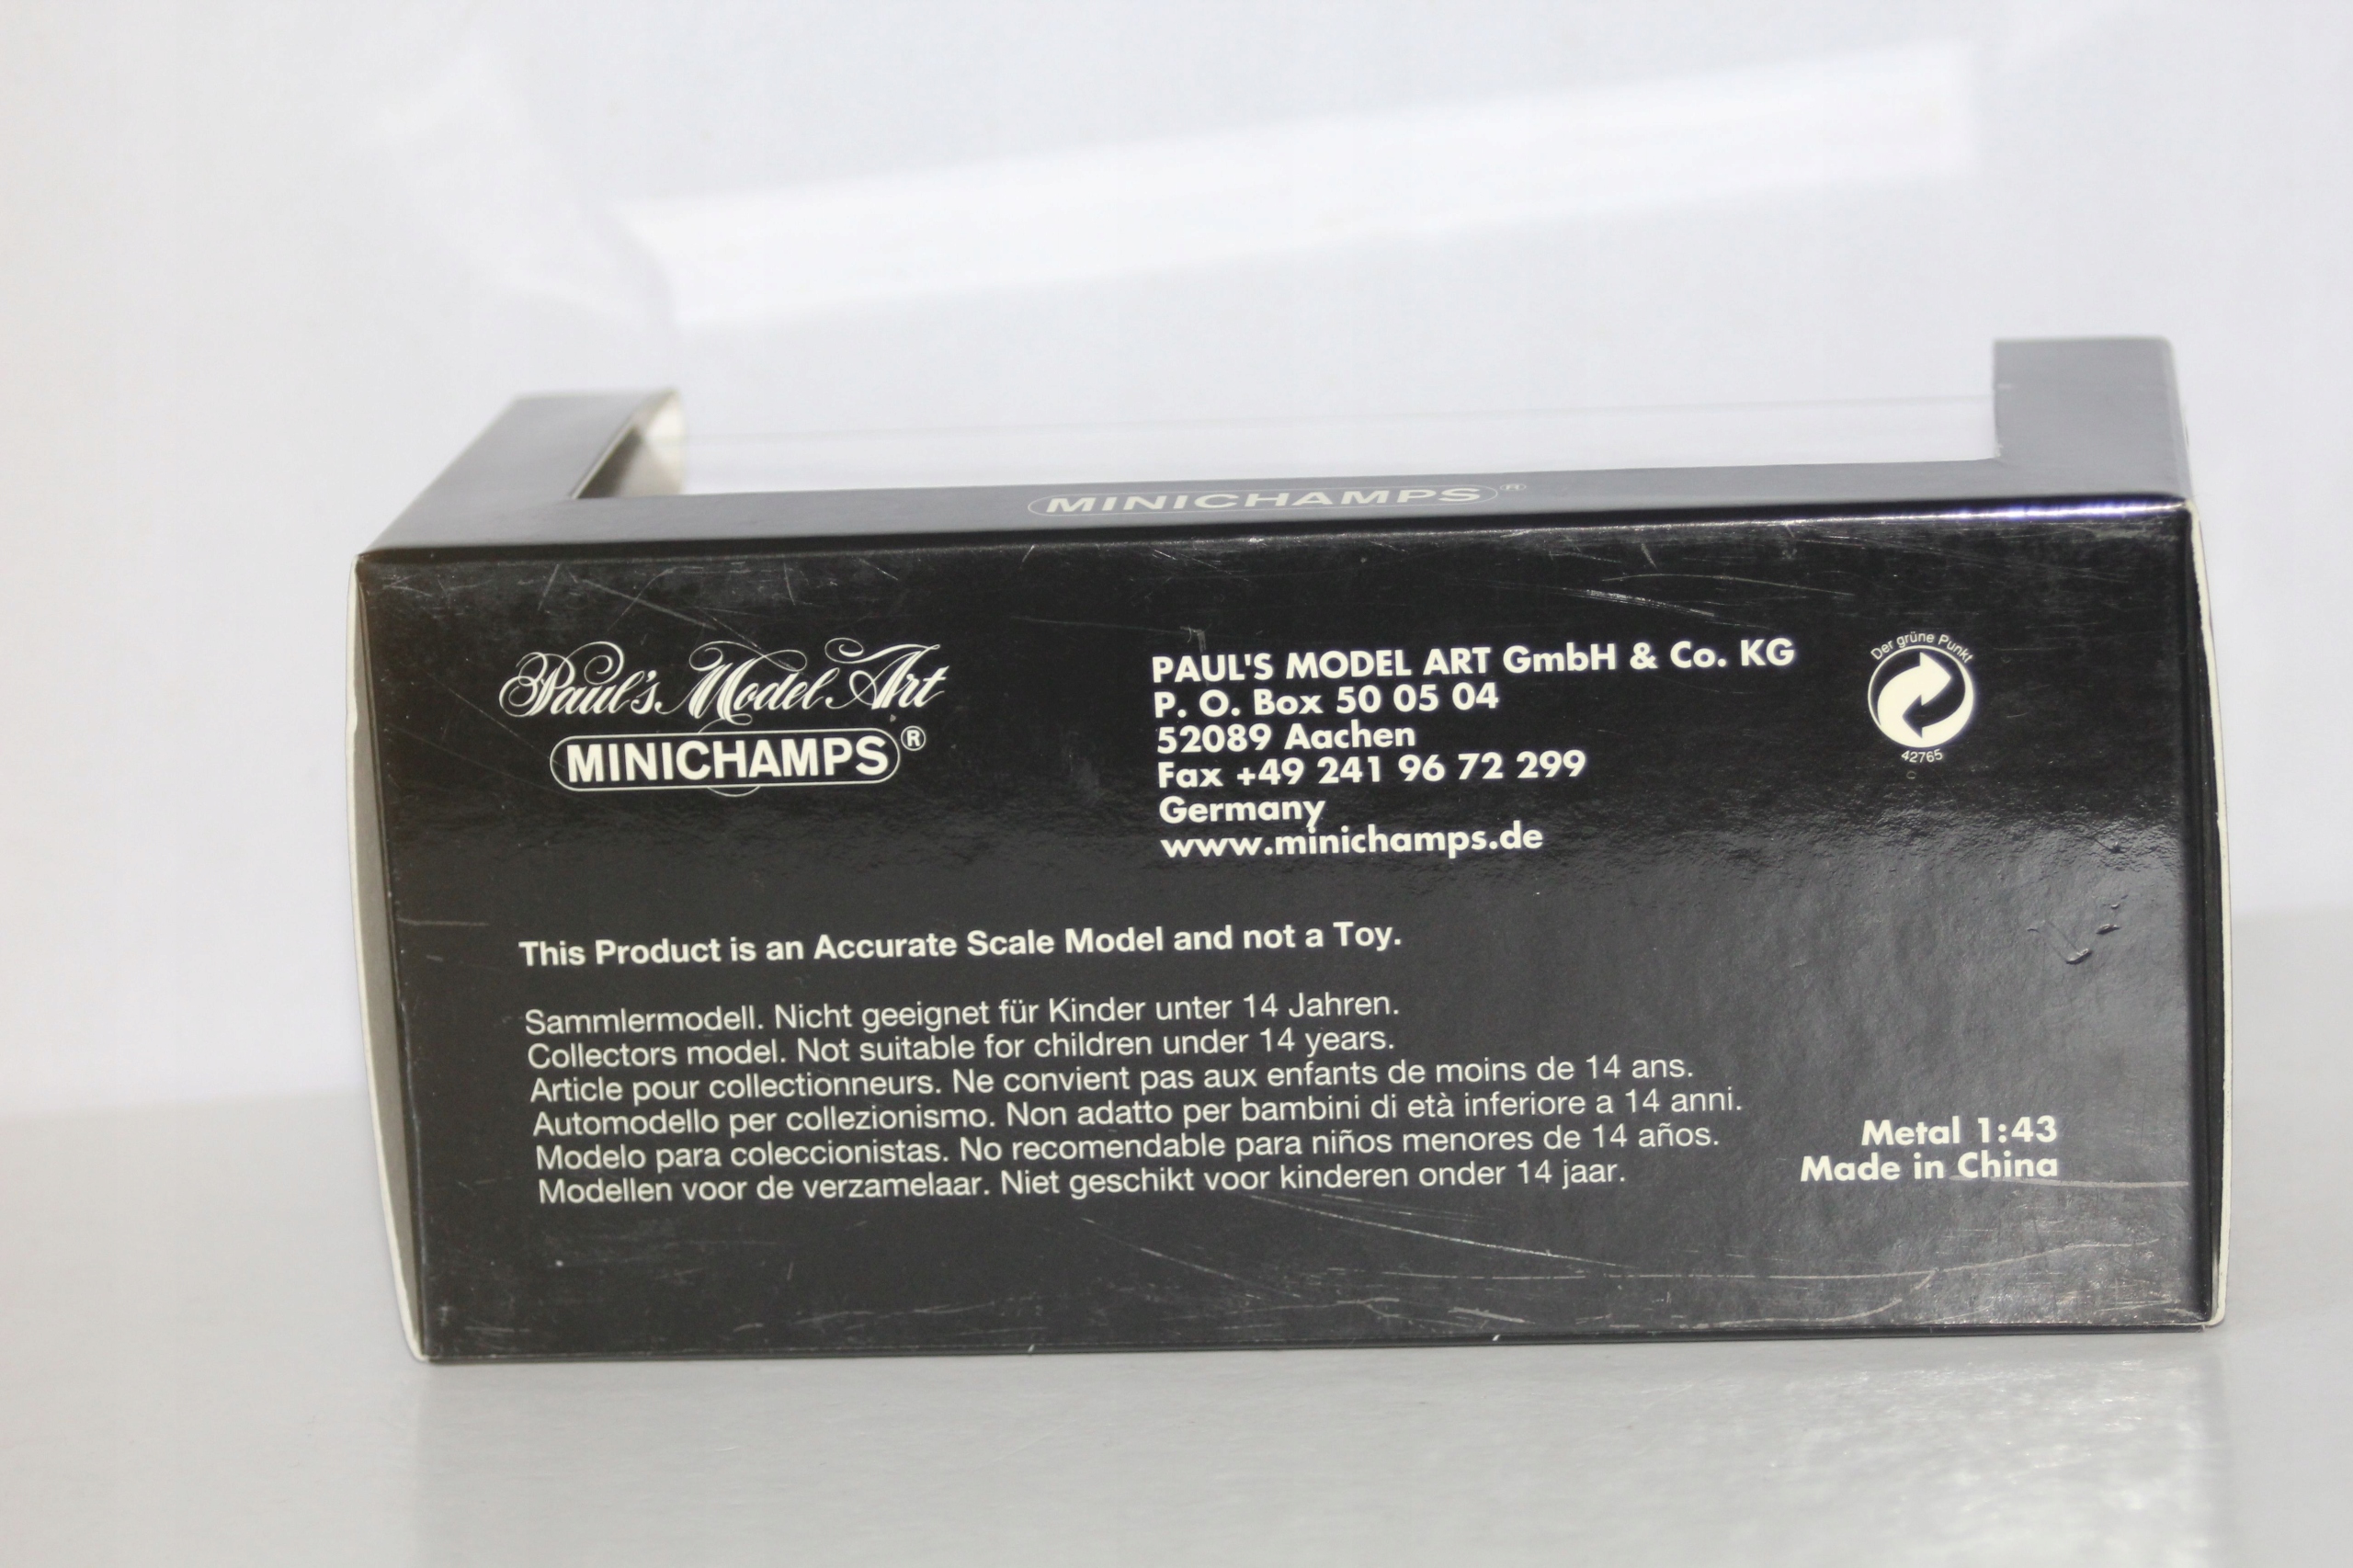 MINICHAMPS®
Paul's Model Art
MINICHAMPS®
PAUL'S MODEL ART GmbH & Co. KG
P. O. Box 50 05 04
52089 Aachen
Fax +49 241 96 72 299
Germany
www.minichamps.de
Der grüne Punkt
42765
This Product is an Accurate Scale Model and not a Toy.
Sammlermodell. Nicht geeignet für Kinder unter 14 Jahren.
Collectors model. Not suitable for children under 14 years.
Article pour collectionneurs. Ne convient pas aux enfants de moins de 14 ans.
Automodello per collezionismo. Non adatto per bambini di età inferiore a 14 anni.
Modelo para coleccionistas. No recomendable para niños menores de 14 años.
Modellen voor de verzamelaar. Niet geschikt voor kinderen onder 14 jaar.
Metal 1:43
Made in China